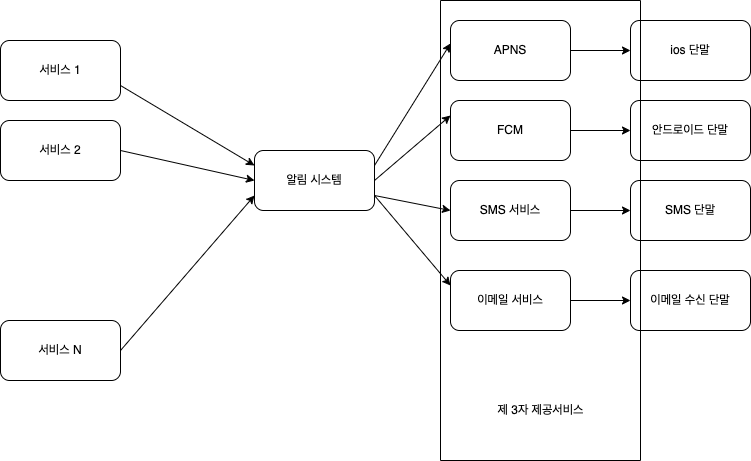 서비스 1
서비스 2
서비스 N
알림 시스템
APNS
FCM
SMS 서비스
이메일 서비스
제 3자 제공서비스
ios 단말
안드로이드 단말
SMS 단말
이메일 수신 단말